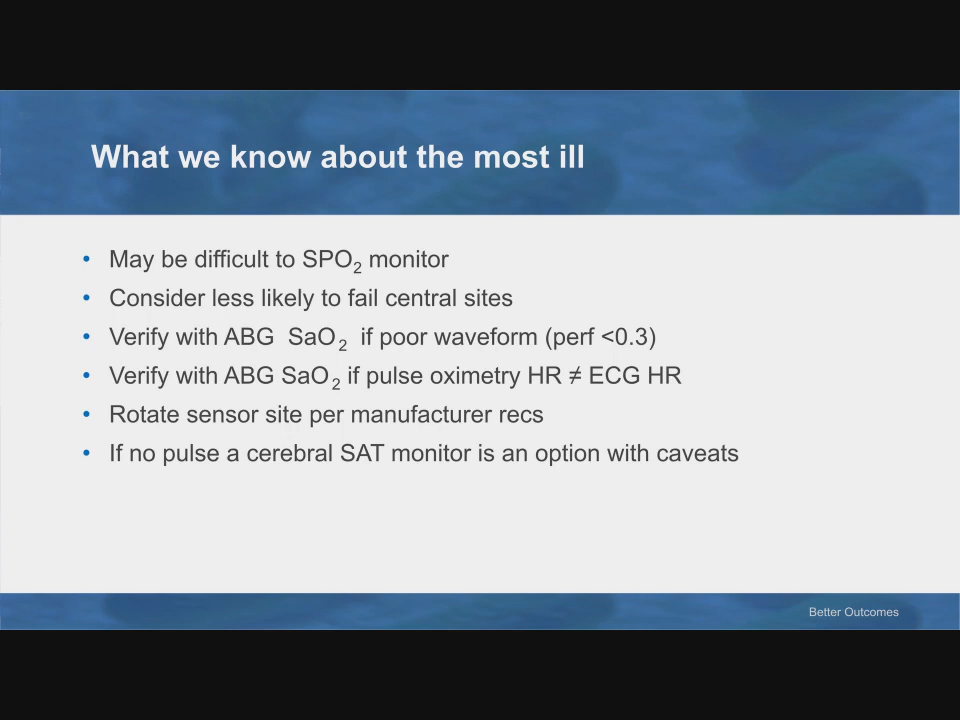 What we know about the most ill
• May be difficult to SPO₂ monitor
• Consider less likely to fail central sites
• Verify with ABG SaO₂ if poor waveform (perf <0.3)
• Verify with ABG SaO₂ if pulse oximetry HR ≠ ECG HR
• Rotate sensor site per manufacturer recs
• If no pulse a cerebral SAT monitor is an option with caveats
Better Outcomes